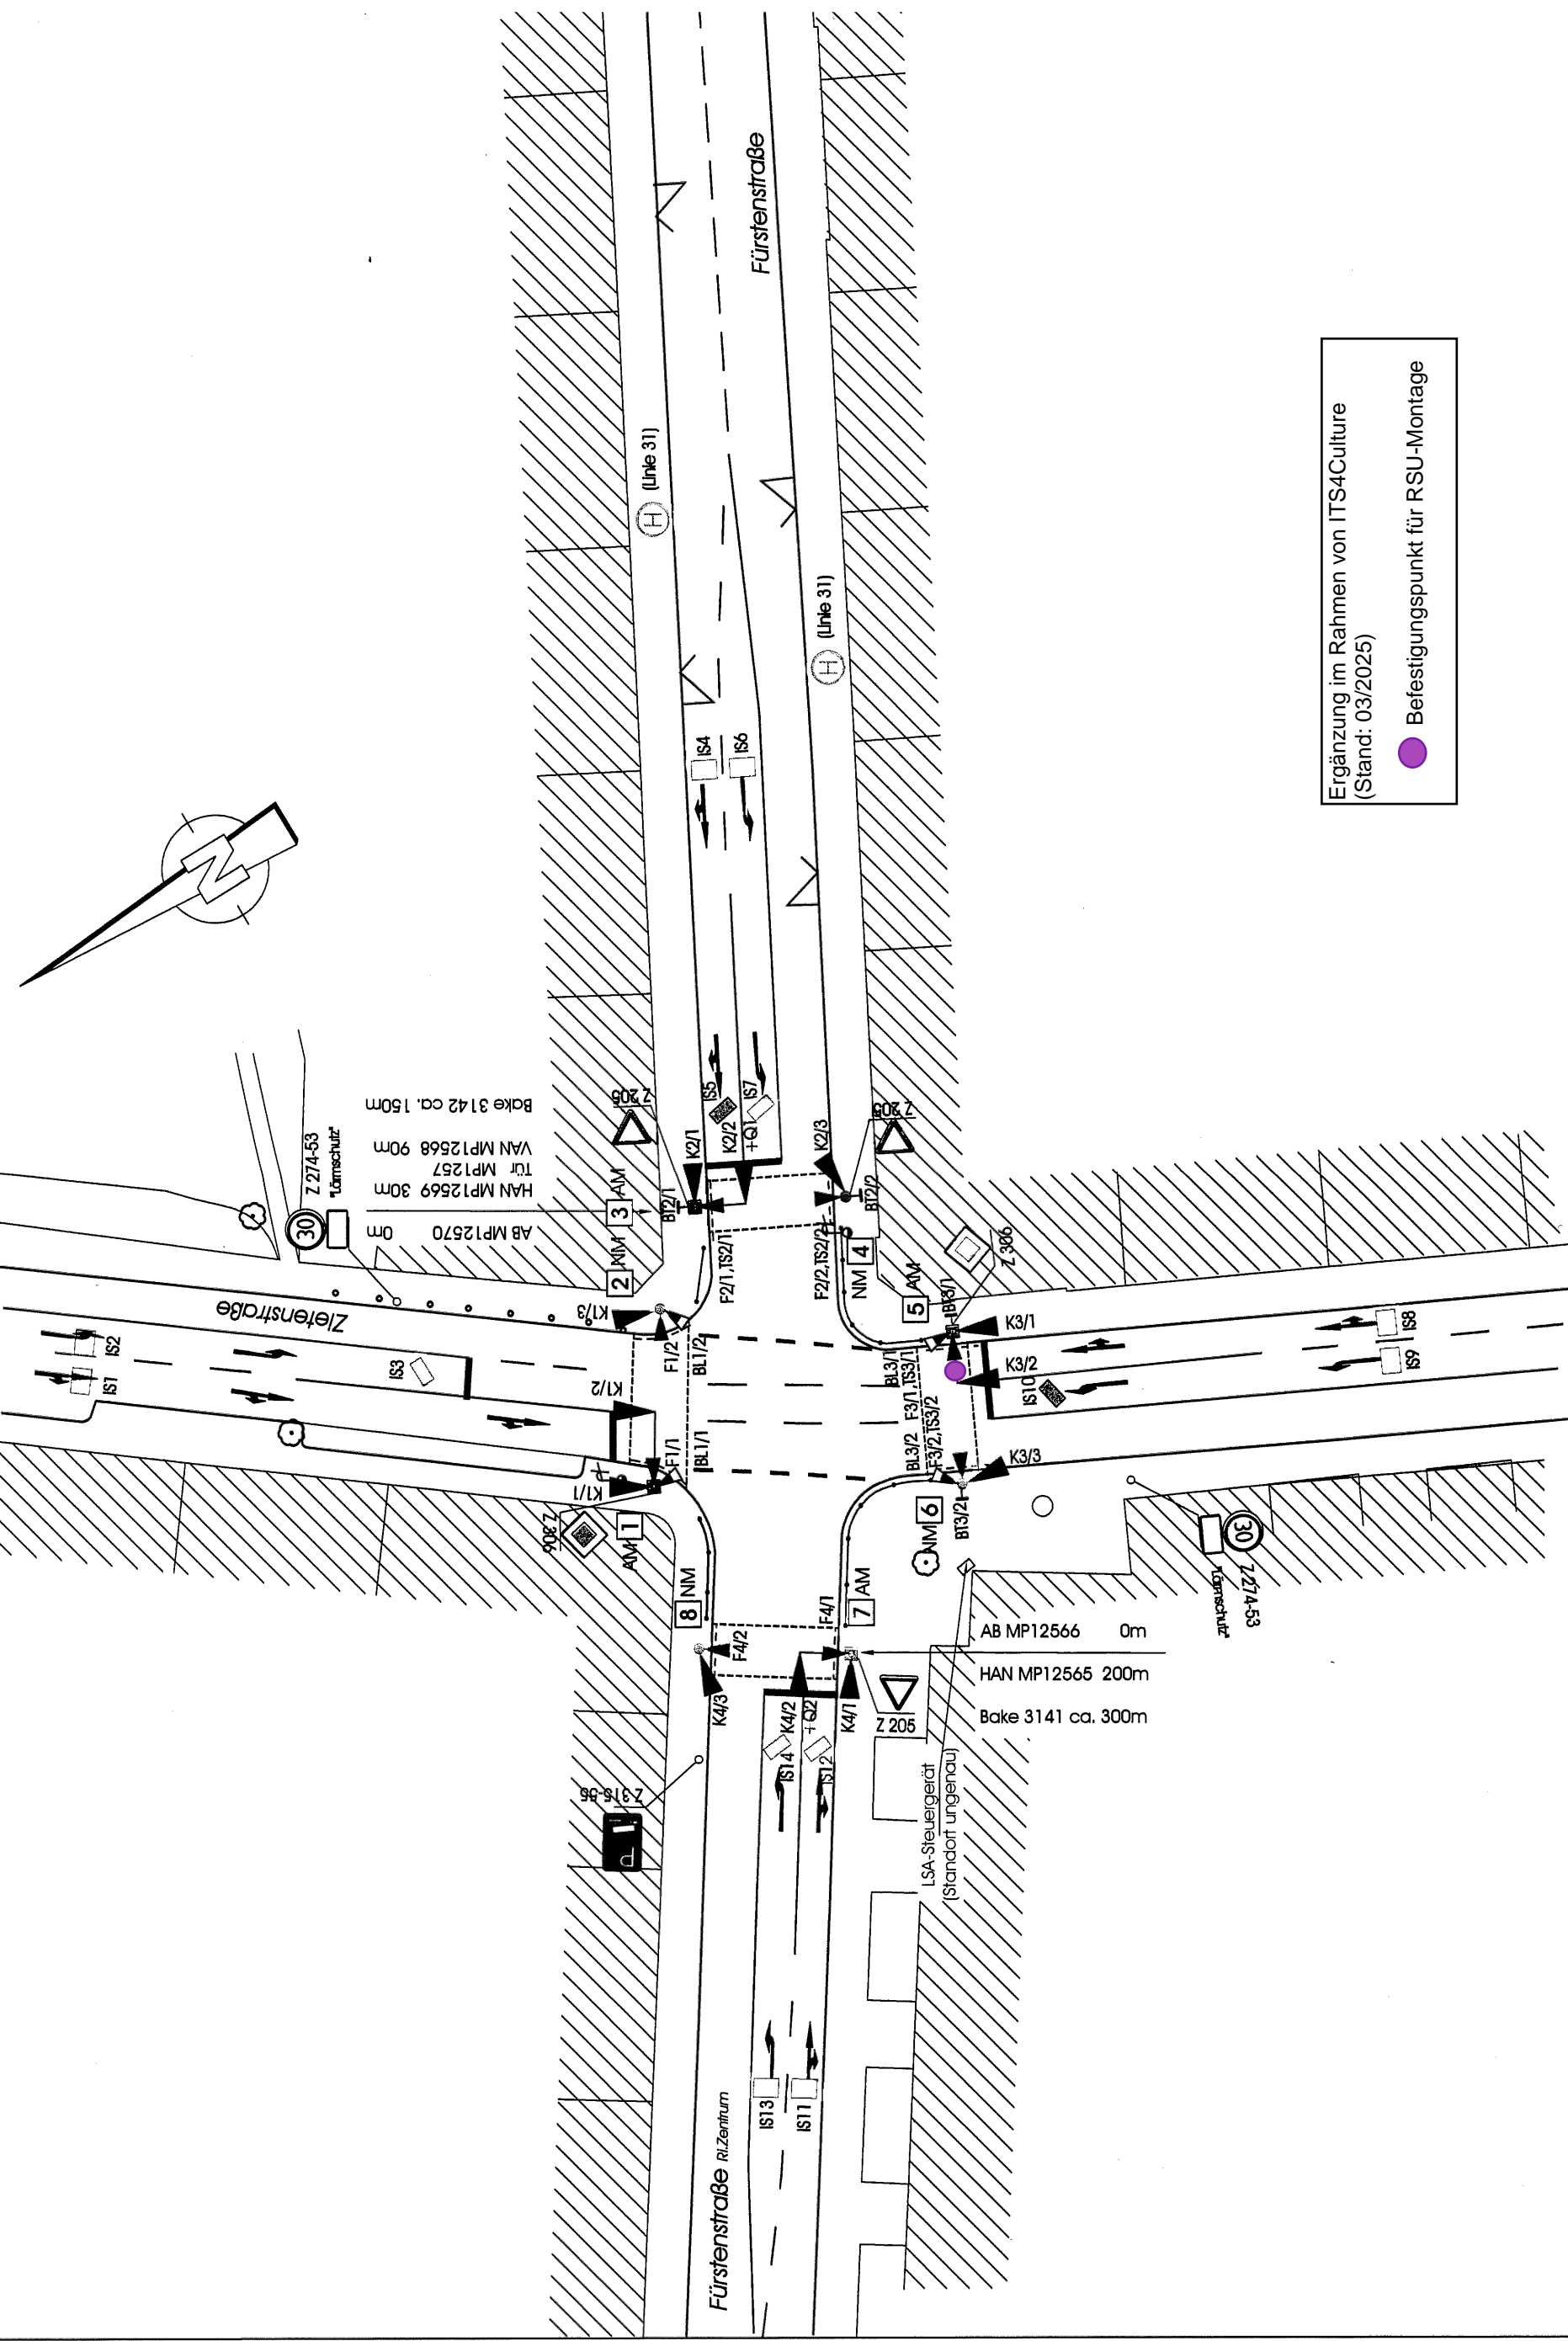 Fürstenstraße
(Linie 31)
H
H
(Linie 31)
Ergänzung im Rahmen von ITS4Culture
(Stand: 03/2025)
Befestigungspunkt für RSU-Montage
N
IS4
IS6
Z 274-53
"Lärmschutz"
30
Bake 3142 ca. 150m
VAN MP12568 90m
Tür MP1257
HAN MP12569 30m
AB MP12570 0m
Z 205
IS5
IS7
K2/2
+Q1
K2/1
K2/3
Z 205
3 AM
BT2/1
BT2/2
2 NM
F2/1,TS2/1
F2/2,TS2/2
NM 4
5 AM
BT3/1
Z 306
Zietenstraße
K1/3
F1/2
BL1/2
K3/1
IS2
IS1
IS3
K1/2
BL3/1
F3/1,TS3/1
K3/2
IS10
IS8
IS9
F1/1
BL1/1
BL3/2
F3/2,TS3/2
K3/3
K1/1
Z 306
AM 1
NM 6
BT3/2
8 NM
7 AM
F4/1
F4/2
AB MP12566 0m
HAN MP12565 200m
Bake 3141 ca. 300m
30
Z 274-53
"Lärmschutz"
K4/3
K4/2
+Q2
K4/1
Z 205
IS14
IS12
Z 315-55
P
LSA-Steuergerät
(Standort ungenau)
IS13
IS11
Fürstenstraße Ri.Zentrum